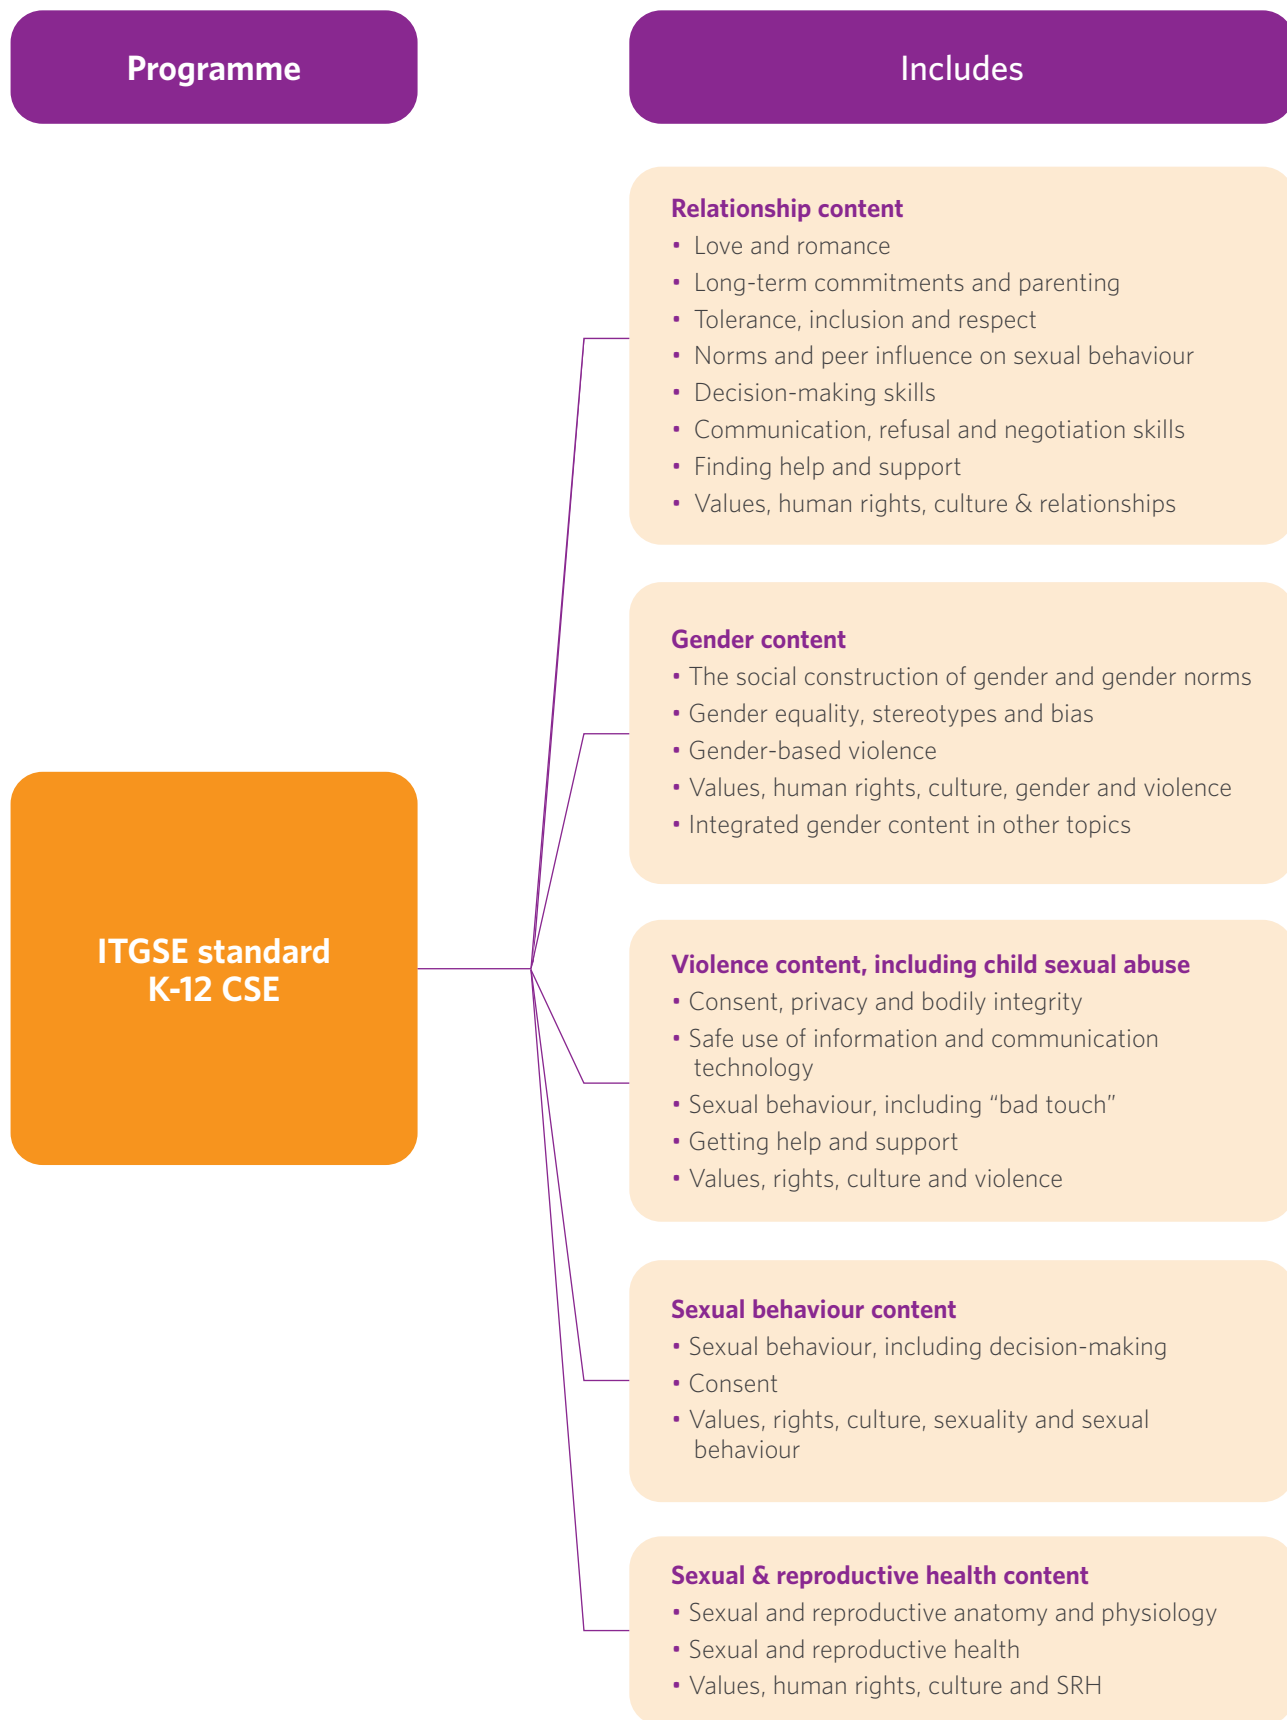 Programme
Includes
Relationship content
• Love and romance
• Long-term commitments and parenting
• Tolerance, inclusion and respect
• Norms and peer influence on sexual behaviour
• Decision-making skills
• Communication, refusal and negotiation skills
• Finding help and support
• Values, human rights, culture & relationships
Gender content
• The social construction of gender and gender norms
• Gender equality, stereotypes and bias
• Gender-based violence
• Values, human rights, culture, gender and violence
• Integrated gender content in other topics
ITGSE standard
K-12 CSE
Violence content, including child sexual abuse
• Consent, privacy and bodily integrity
• Safe use of information and communication
technology
• Sexual behaviour, including “bad touch”
• Getting help and support
• Values, rights, culture and violence
Sexual behaviour content
• Sexual behaviour, including decision-making
• Consent
• Values, rights, culture, sexuality and sexual
behaviour
Sexual & reproductive health content
• Sexual and reproductive anatomy and physiology
• Sexual and reproductive health
• Values, human rights, culture and SRH